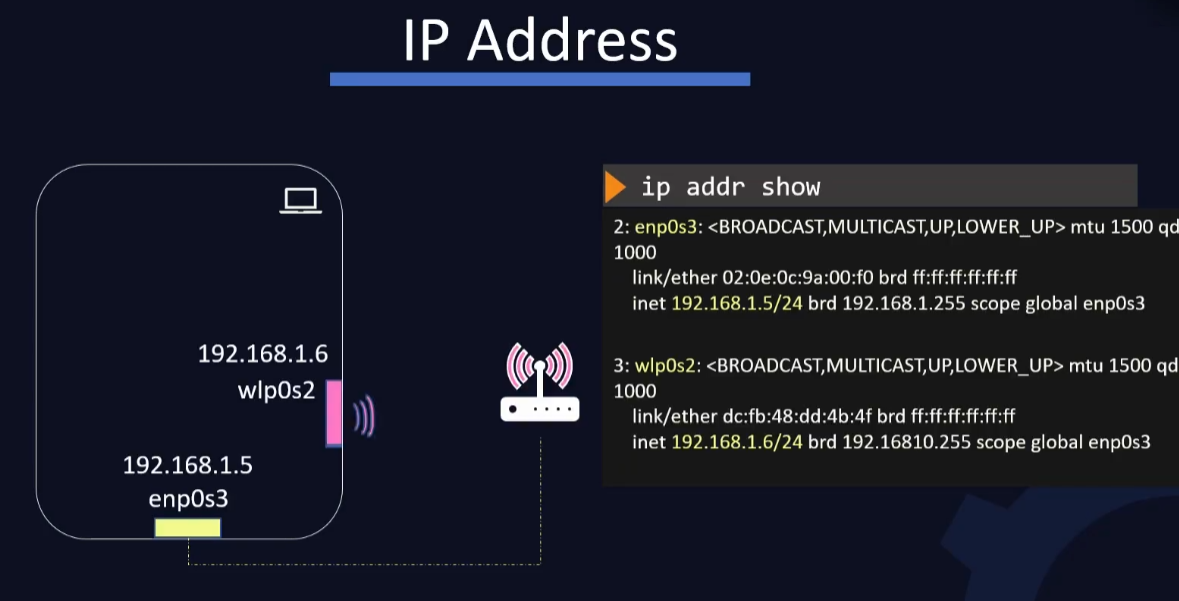 IP Address
192.168.1.6
wlp0s2
192.168.1.5
enp0s3
ip addr show
2: enp0s3: <BROADCAST,MULTICAST,UP,LOWER_UP> mtu 1500 qd
1000
link/ether 02:0e:0c:9a:00:f0 brd ff:ff:ff:ff:ff:ff
inet 192.168.1.5/24 brd 192.168.1.255 scope global enp0s3
3: wlp0s2: <BROADCAST,MULTICAST,UP,LOWER_UP> mtu 1500 qd
1000
link/ether dc:fb:48:dd:4b:4f brd ff:ff:ff:ff:ff:ff
inet 192.168.1.6/24 brd 192.16810.255 scope global enp0s3